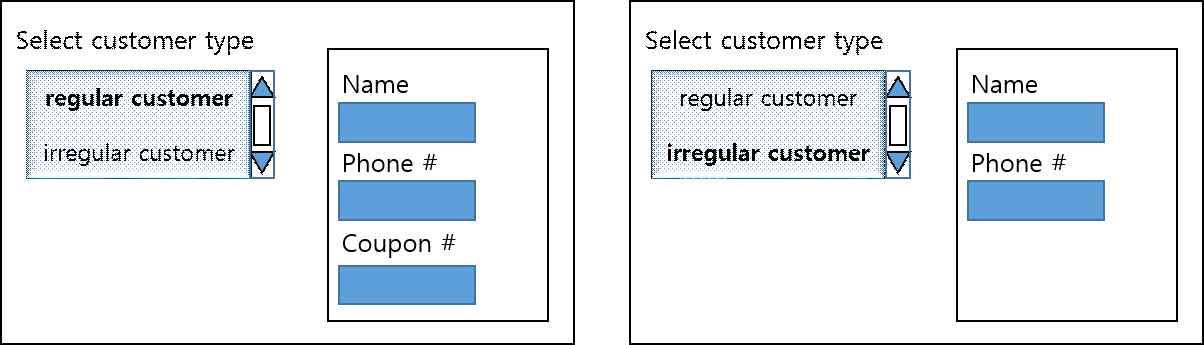 Select customer type
regular customer
irregular customer
Name
Phone #
Coupon #
Select customer type
regular customer
irregular customer
Name
Phone #